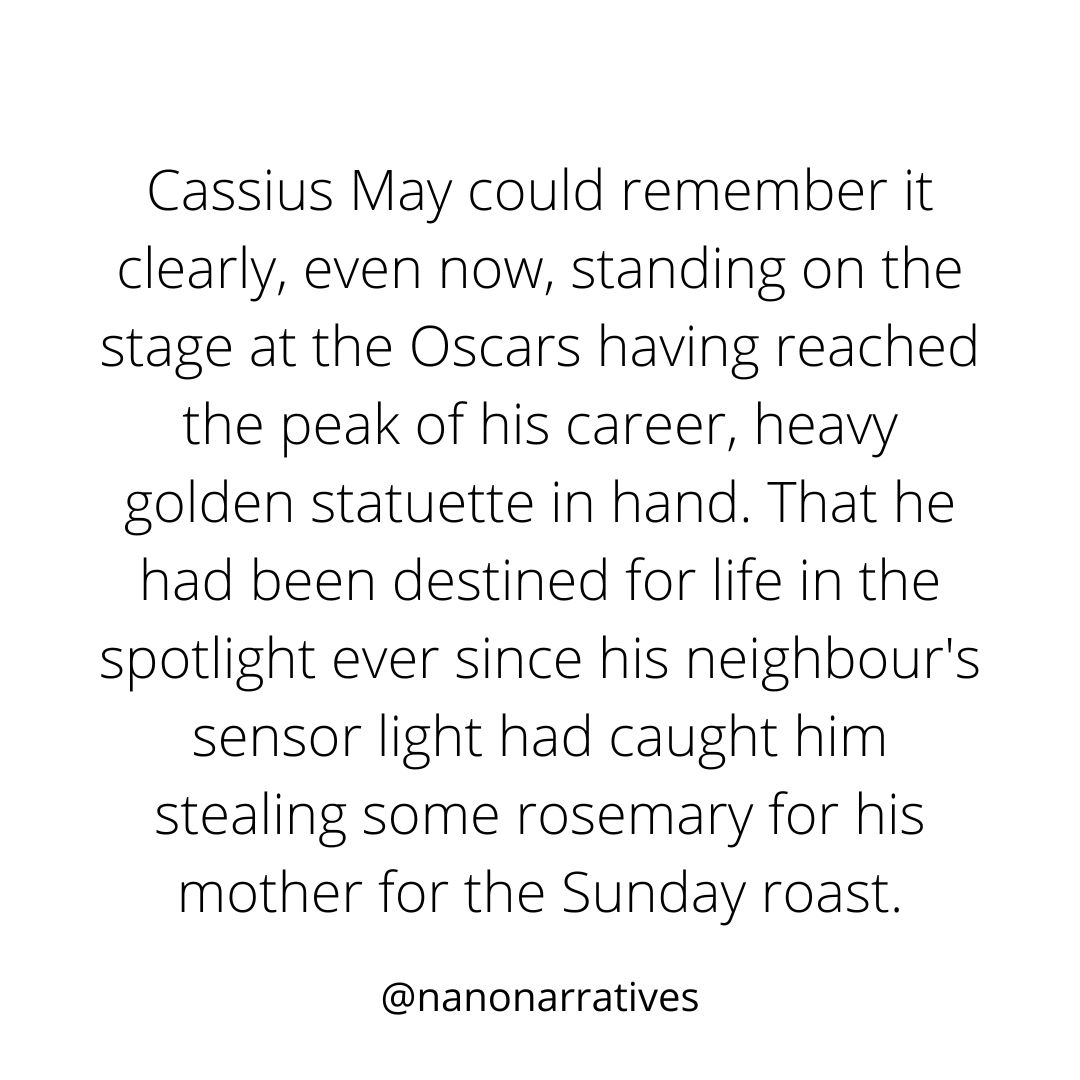 Cassius May could remember it
clearly, even now, standing on the
stage at the Oscars having reached
the peak of his career, heavy
golden statuette in hand. That he
had been destined for life in the
spotlight ever since his neighbour's
sensor light had caught him
stealing some rosemary for his
mother for the Sunday roast.
@nanonarratives